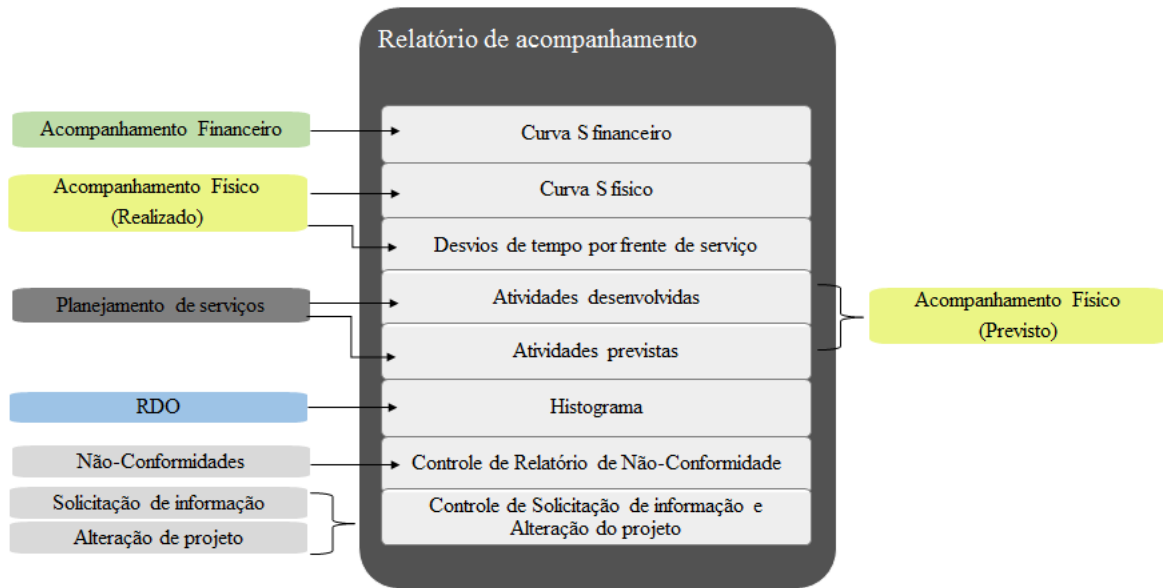 Relatório de acompanhamento
Acompanhamento Financeiro
Curva S financeiro
Acompanhamento Físico
(Realizado)
Curva S físico
Desvios de tempo por frente de serviço
Planejamento de serviços
Atividades desenvolvidas
Atividades previstas
Acompanhamento Físico
(Previsto)
RDO
Histograma
Não-Conformidades
Controle de Relatório de Não-Conformidade
Solicitação de informação
Alteração de projeto
Controle de Solicitação de informação e
Alteração do projeto